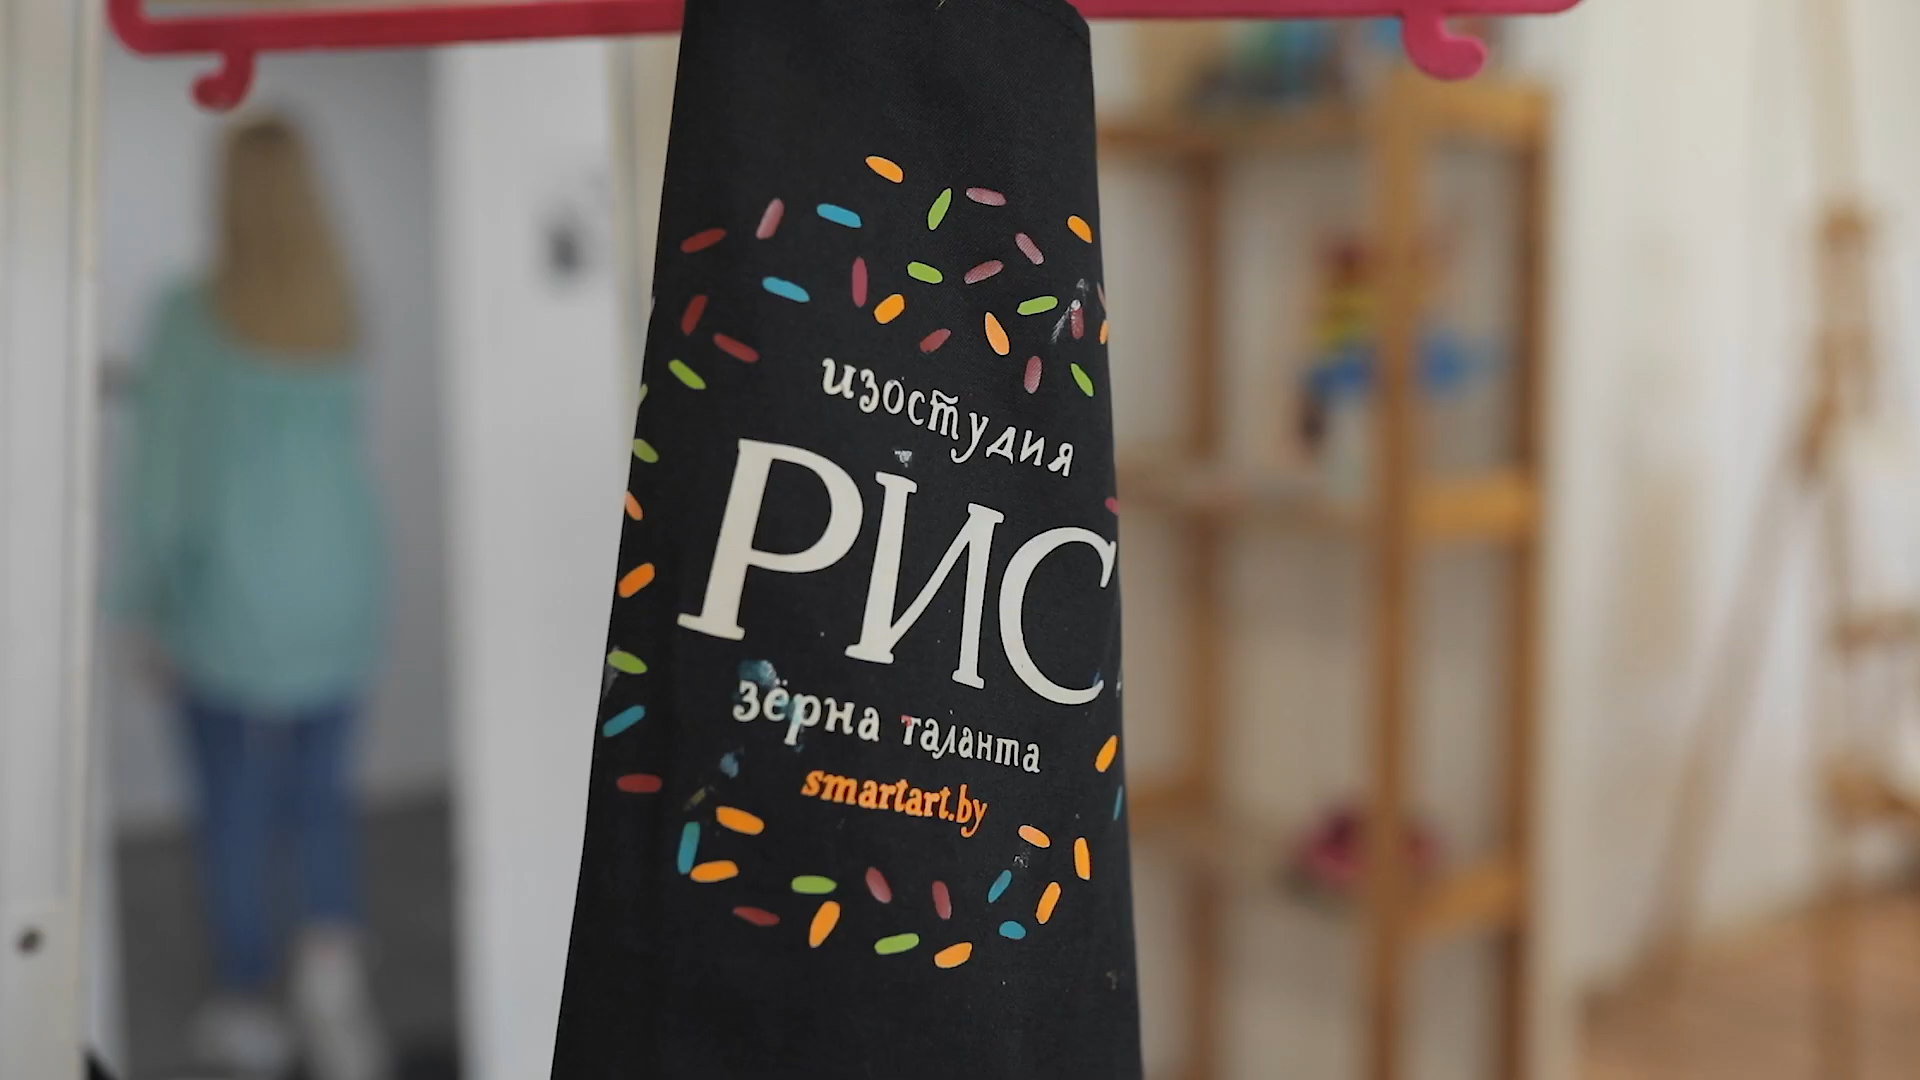 изостудия
РИС
зёрна таланта
smartart.by